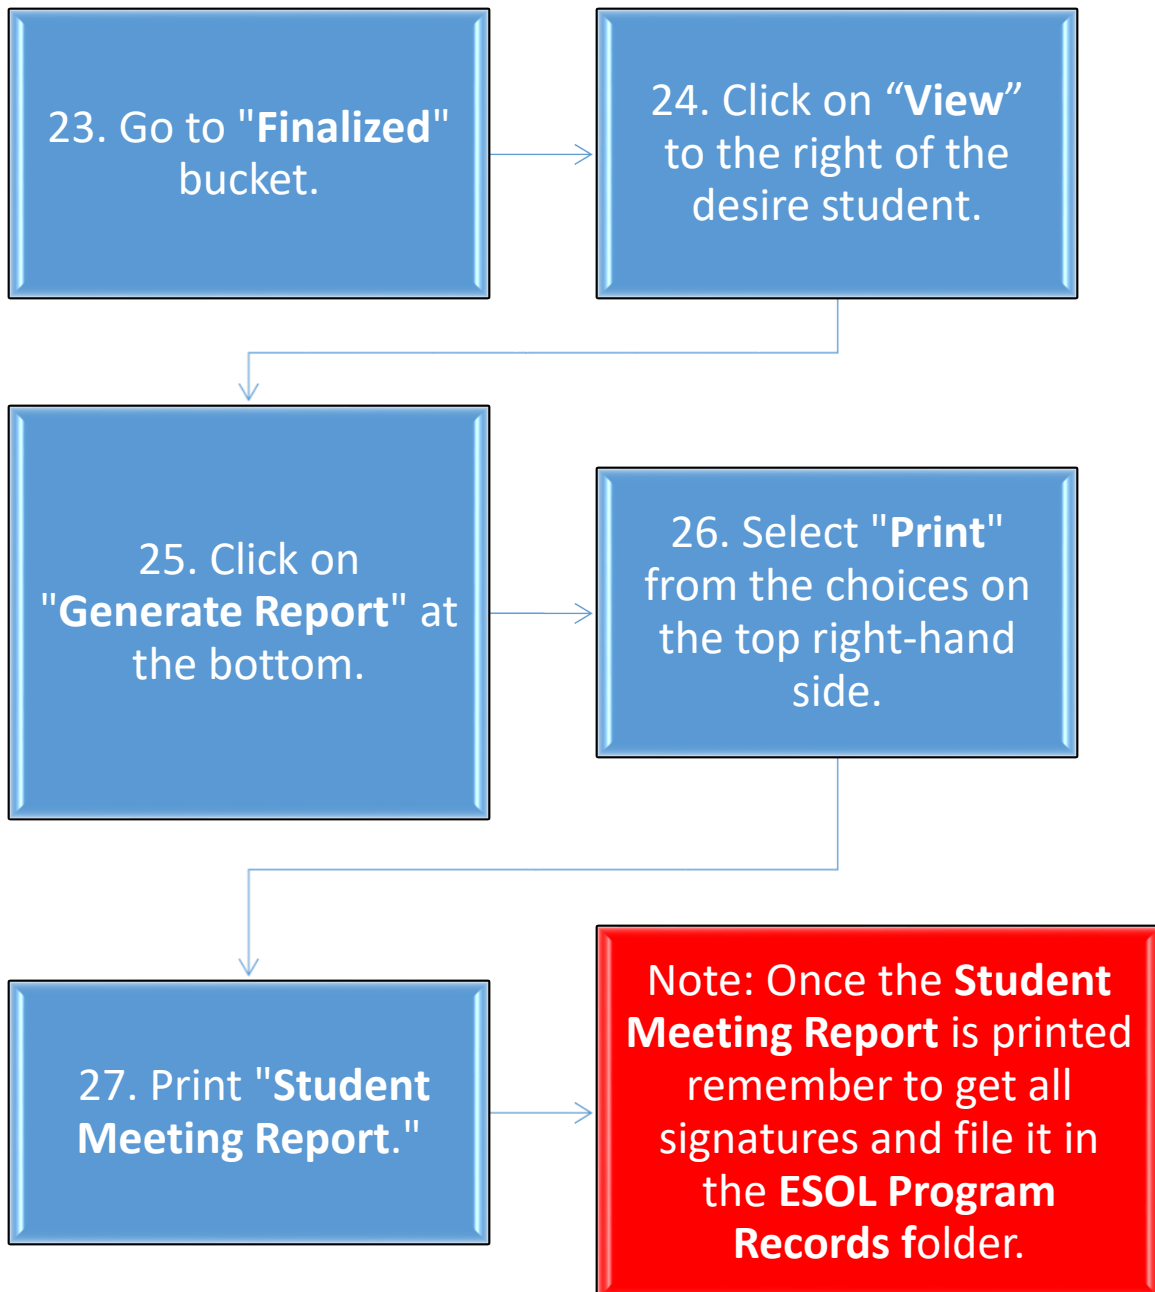 23. Go to "Finalized"
bucket.
24. Click on “View”
to the right of the
desire student.
25. Click on
"Generate Report" at
the bottom.
26. Select "Print"
from the choices on
the top right-hand
side.
27. Print "Student
Meeting Report."
Note: Once the Student
Meeting Report is printed
remember to get all
signatures and file it in
the ESOL Program
Records folder.